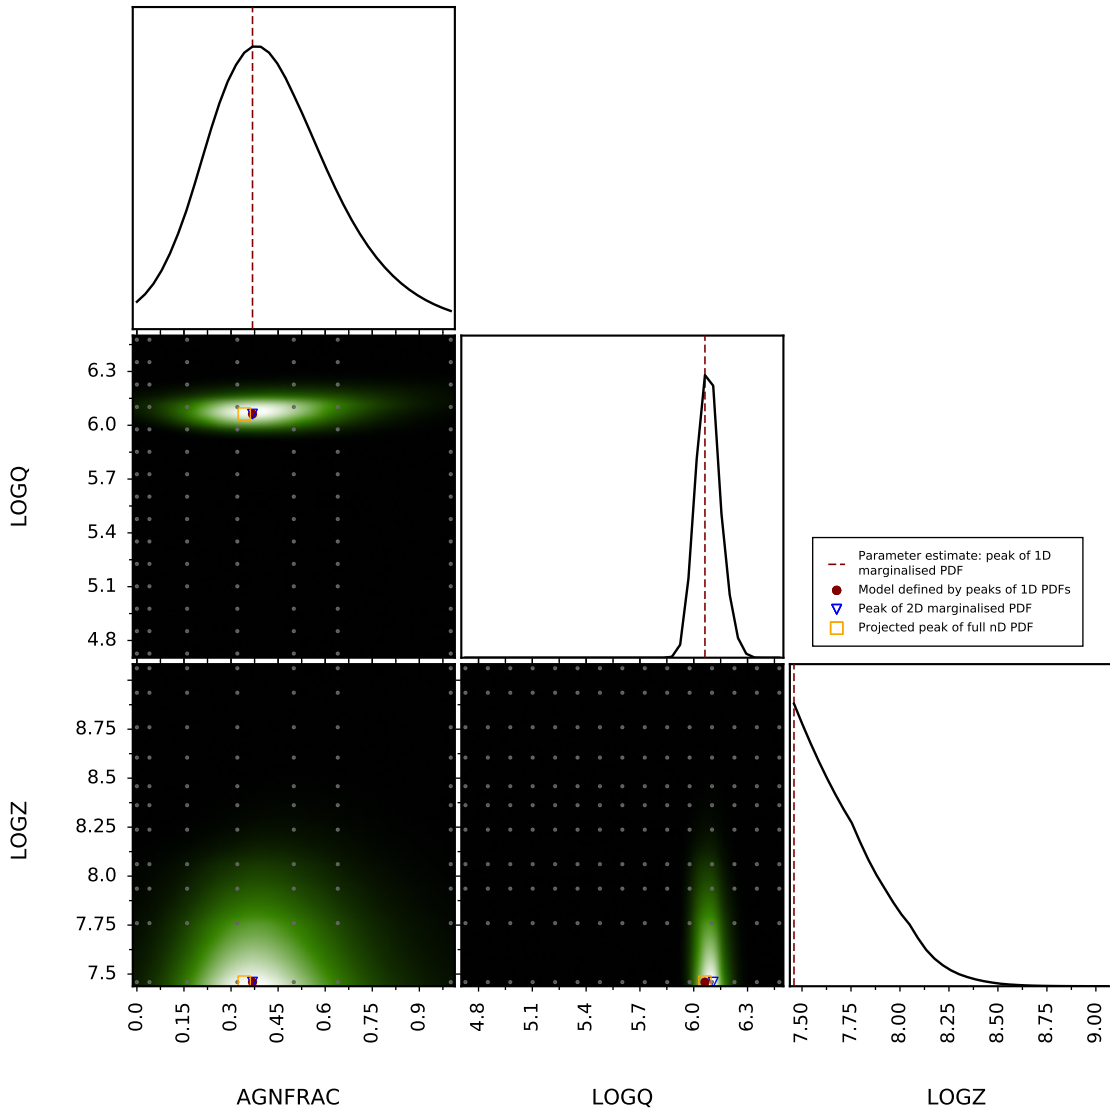 6.3
6.0
5.7
5.4
5.1
4.8
LOGQ
Parameter estimate: peak of 1D
marginalised PDF
Model defined by peaks of 1D PDFs
Peak of 2D marginalised PDF
Projected peak of full nD PDF
8.75
8.5
8.25
8.0
7.75
7.5
LOGZ
0.0 0.15 0.3 0.45 0.6 0.75 0.9
4.8 5.1 5.4 5.7 6.0 6.3
7.50 7.75 8.00 8.25 8.50 8.75 9.00
AGNFRAC LOGQ LOGZ